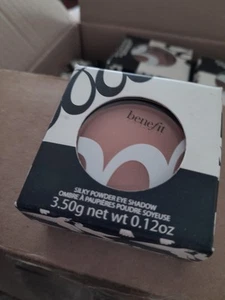 benefit
SILKY POWDER EYE SHADOW
OMBRE À PAUPIÈRES POUDRE SOYEUSE
3.50g net wt 0.12oz